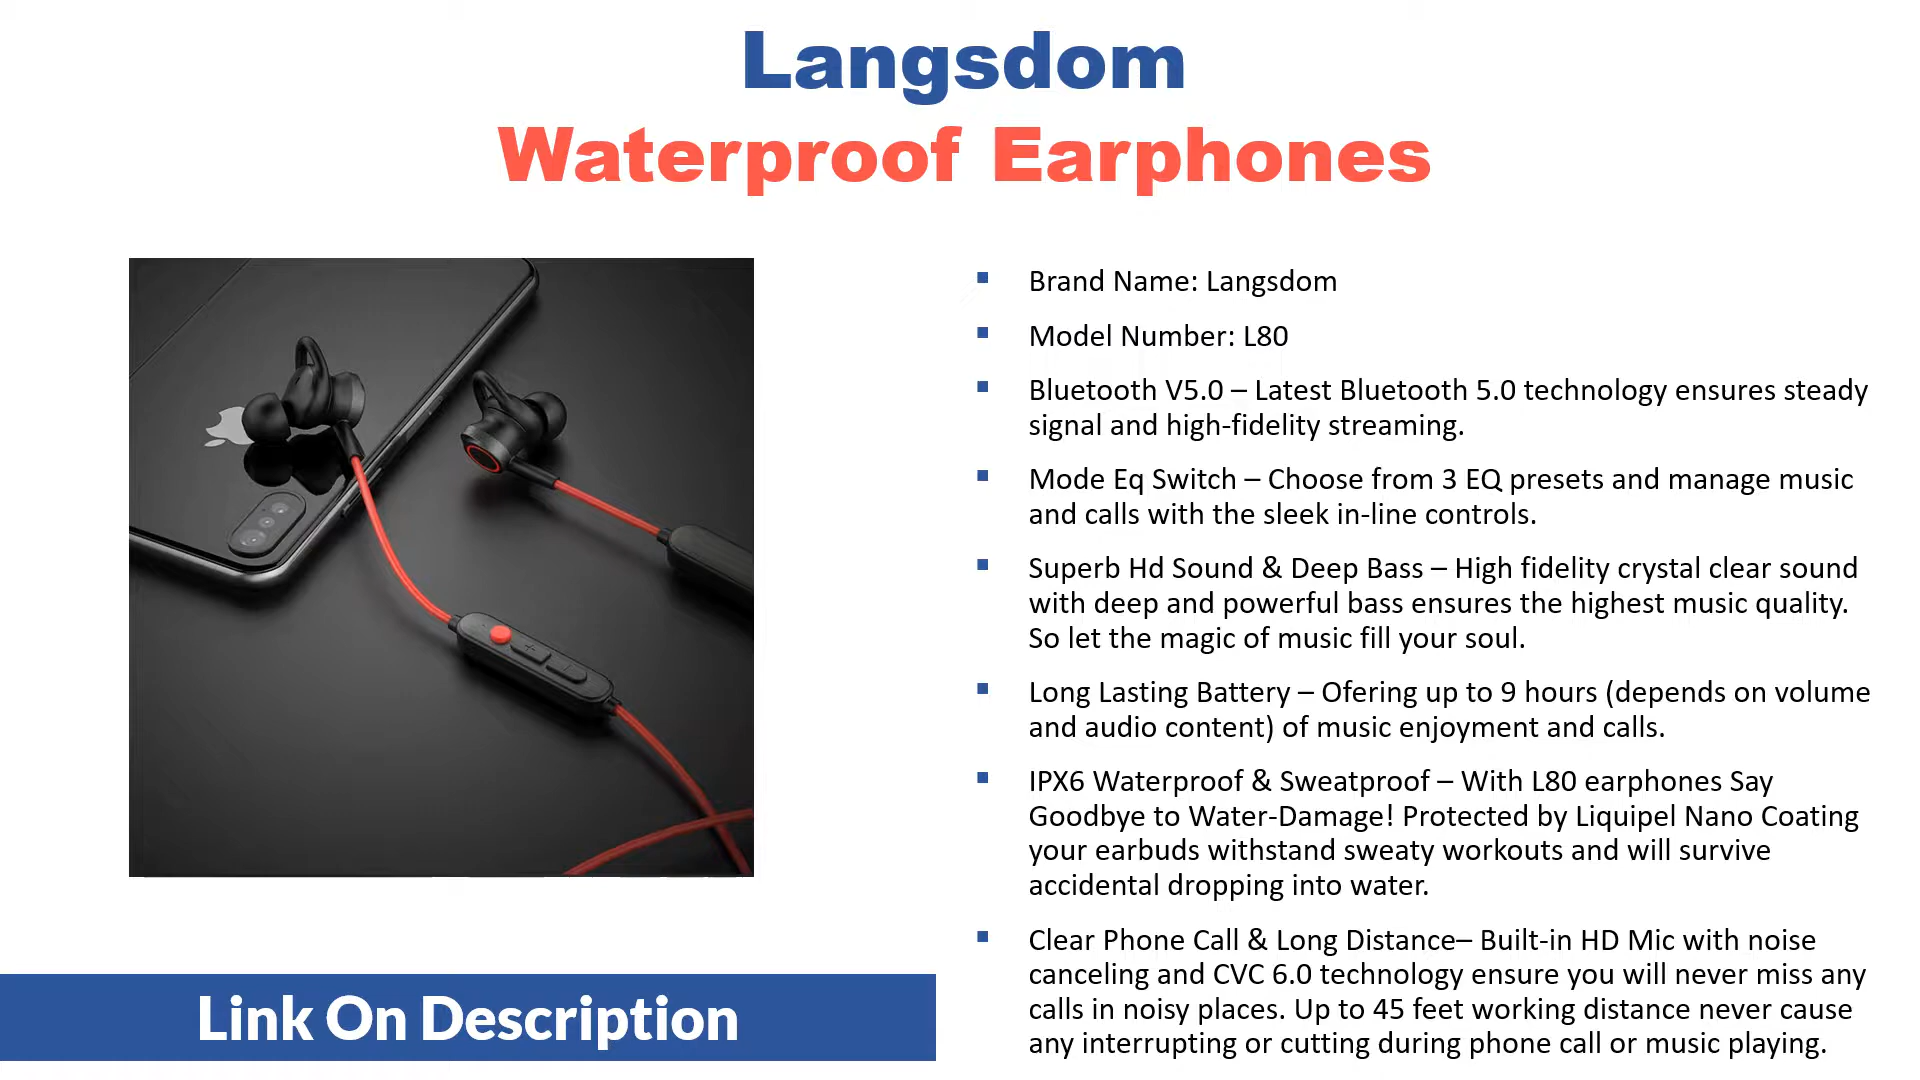 Langsdom
Waterproof Earphones
Brand Name: Langsdom
Model Number: L80
Bluetooth V5.0 – Latest Bluetooth 5.0 technology ensures steady
signal and high-fidelity streaming.
Mode Eq Switch – Choose from 3 EQ presets and manage music
and calls with the sleek in-line controls.
Superb Hd Sound & Deep Bass – High fidelity crystal clear sound
with deep and powerful bass ensures the highest music quality.
So let the magic of music fill your soul.
Long Lasting Battery – Ofering up to 9 hours (depends on volume
and audio content) of music enjoyment and calls.
IPX6 Waterproof & Sweatproof – With L80 earphones Say
Goodbye to Water-Damage! Protected by Liquipel Nano Coating
your earbuds withstand sweaty workouts and will survive
accidental dropping into water.
Clear Phone Call & Long Distance– Built-in HD Mic with noise
canceling and CVC 6.0 technology ensure you will never miss any
calls in noisy places. Up to 45 feet working distance never cause
any interrupting or cutting during phone call or music playing.
Link On Description